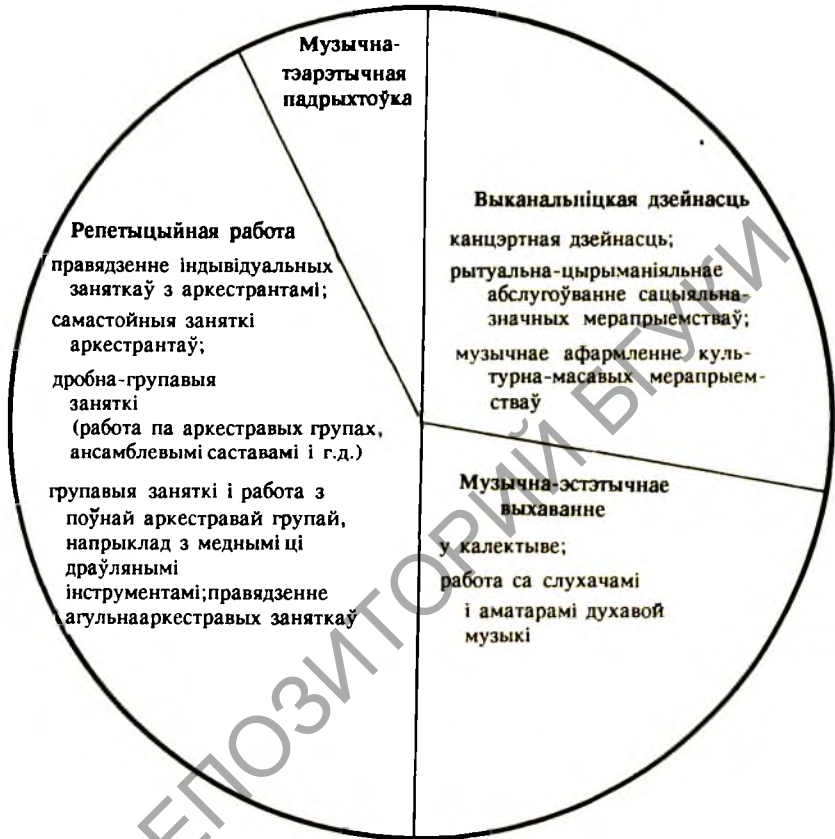 Музычна-
тэарэтычная
падрыхтоўка
Выканальніцкая дзейнасць
канцэртная дзейнасць;
рытуальна-цырыманіяльнае
абслугоўванне сацыяльна-
значных мерапрыемстваў;
музычнае афармленне куль-
турна-масавых мерапрыем-
стваў
Рэпетыцыйная работа
правядзенне індывідуальных
заняткаў з аркестрантамі;
самастойныя заняткі
аркестрантаў;
дробна-групавыя
заняткі
(работа па аркестравых групах,
ансамблевымі саставамі і г.д.)
групавыя заняткі і работа з
поўнай аркестравай групай,
напрыклад з меднымі ці
драўлянымі
інструментамі;правядзенне
агульнааркестравых заняткаў
Музычна-эстэтычнае
выхаванне
у калектыве;
работа са слухачамі
і аматарамі духавой
музыкі
РЕПОЗИТОРИЙ БГУКИ